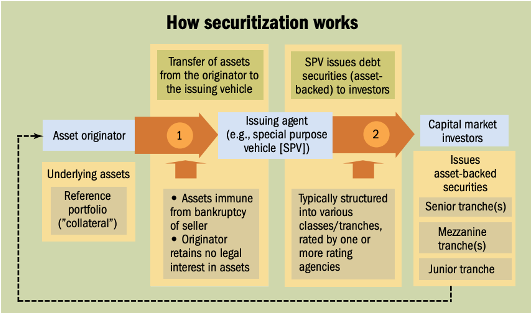 How securitization works
Transfer of assets
from the originator to
the issuing vehicle
SPV issues debt
securities (asset-
backed) to investors
Asset originator
1
Issuing agent
(e.g., special purpose
vehicle [SPV])
2
Capital market
investors
Underlying assets
Reference
portfolio
("collateral")
• Assets immune
from bankruptcy
of seller
• Originator
retains no legal
interest in assets
Typically structured
into various
classes/tranches,
rated by one or
more rating
agencies
Issues
asset-backed
securities
Senior tranche(s)
Mezzanine
tranche(s)
Junior tranche